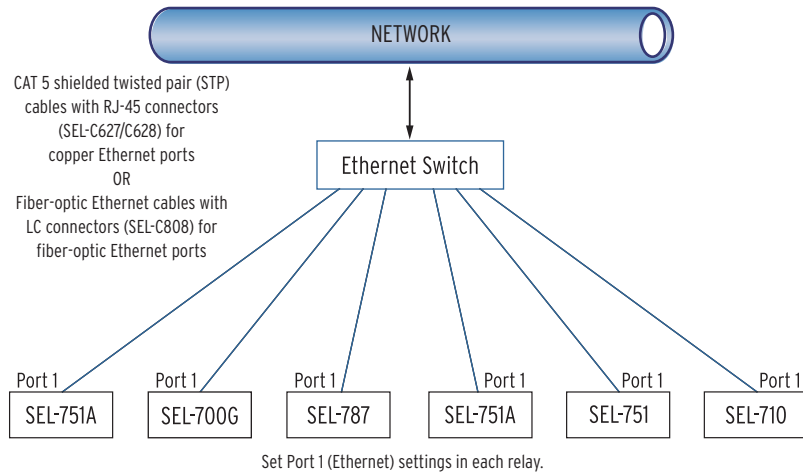 NETWORK
CAT 5 shielded twisted pair (STP)
cables with RJ-45 connectors
(SEL-C627/C628) for
copper Ethernet ports
OR
Fiber-optic Ethernet cables with
LC connectors (SEL-C808) for
fiber-optic Ethernet ports
Ethernet Switch
Port 1 Port 1 Port 1 Port 1 Port 1 Port 1
SEL-751A SEL-700G SEL-787 SEL-751A SEL-751 SEL-710
Set Port 1 (Ethernet) settings in each relay.